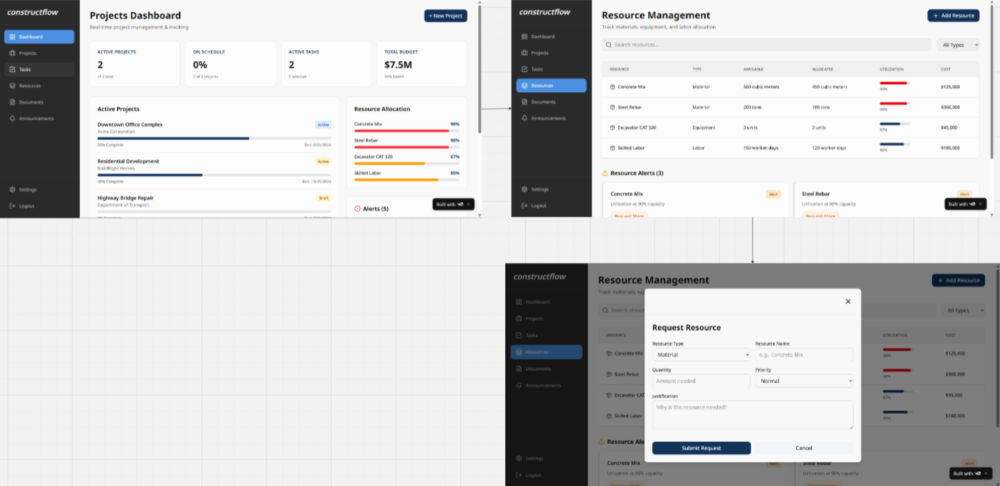 constructflow
Dashboard
Projects
Tasks
Resources
Documents
Announcements
Settings
Logout
Projects Dashboard
Real-time project management & tracking
+ New Project
ACTIVE PROJECTS
2
of 3 total
ON SCHEDULE
0%
0 of 3 projects
ACTIVE TASKS
2
5 overdue
TOTAL BUDGET
$7.5M
94% health
Active Projects
Downtown Office Complex
Active
Acme Corporation
65% Complete
End: 8/30/2024
Residential Development
Active
BuildRight Homes
45% Complete
End: 10/15/2024
Highway Bridge Repair
Draft
Department of Transport
Resource Allocation
Concrete Mix 90%
Steel Rebar 90%
Excavator CAT 320 67%
Skilled Labor 80%
Alerts (5)
Built with v0 ×
constructflow
Dashboard
Projects
Tasks
Resources
Documents
Announcements
Settings
Logout
Resource Management
Track materials, equipment, and labor allocation
+ Add Resource
Search resources...
All Types
RESOURCE TYPE AVAILABLE ALLOCATED UTILIZATION COST
Concrete Mix Material 500 cubic meters 450 cubic meters 90% $125,000
Steel Rebar Material 200 tons 180 tons 90% $360,000
Excavator CAT 320 Equipment 3 units 2 units 67% $45,000
Skilled Labor Labor 150 worker-days 120 worker-days 80% $180,000
Resource Alerts (3)
Concrete Mix
Alert
Utilization at 90% capacity
Request More
Steel Rebar
Alert
Utilization at 90% capacity
Request More
Built with v0 ×
constructflow
Dashboard
Projects
Tasks
Resources
Documents
Announcements
Settings
Logout
Resource Management
Track materials, equ
+ Add Resource
Search resour
All Types
RESOURCE UTILIZATION COST
Concrete Mix 90% $125,000
Steel Rebar 90% $360,000
Excavator CAT 67% $45,000
Skilled Labor 80% $180,000
Resource Ale
Concrete Mix
Alert
Utilization at 90% capacity
Request More
Steel Rebar
Alert
Utilization at 90% capacity
Request More
Request Resource
Resource Type
Material
Resource Name
e.g., Concrete Mix
Quantity
Amount needed
Priority
Normal
Justification
Why is this resource needed?
Submit Request
Cancel
Built with v0 ×